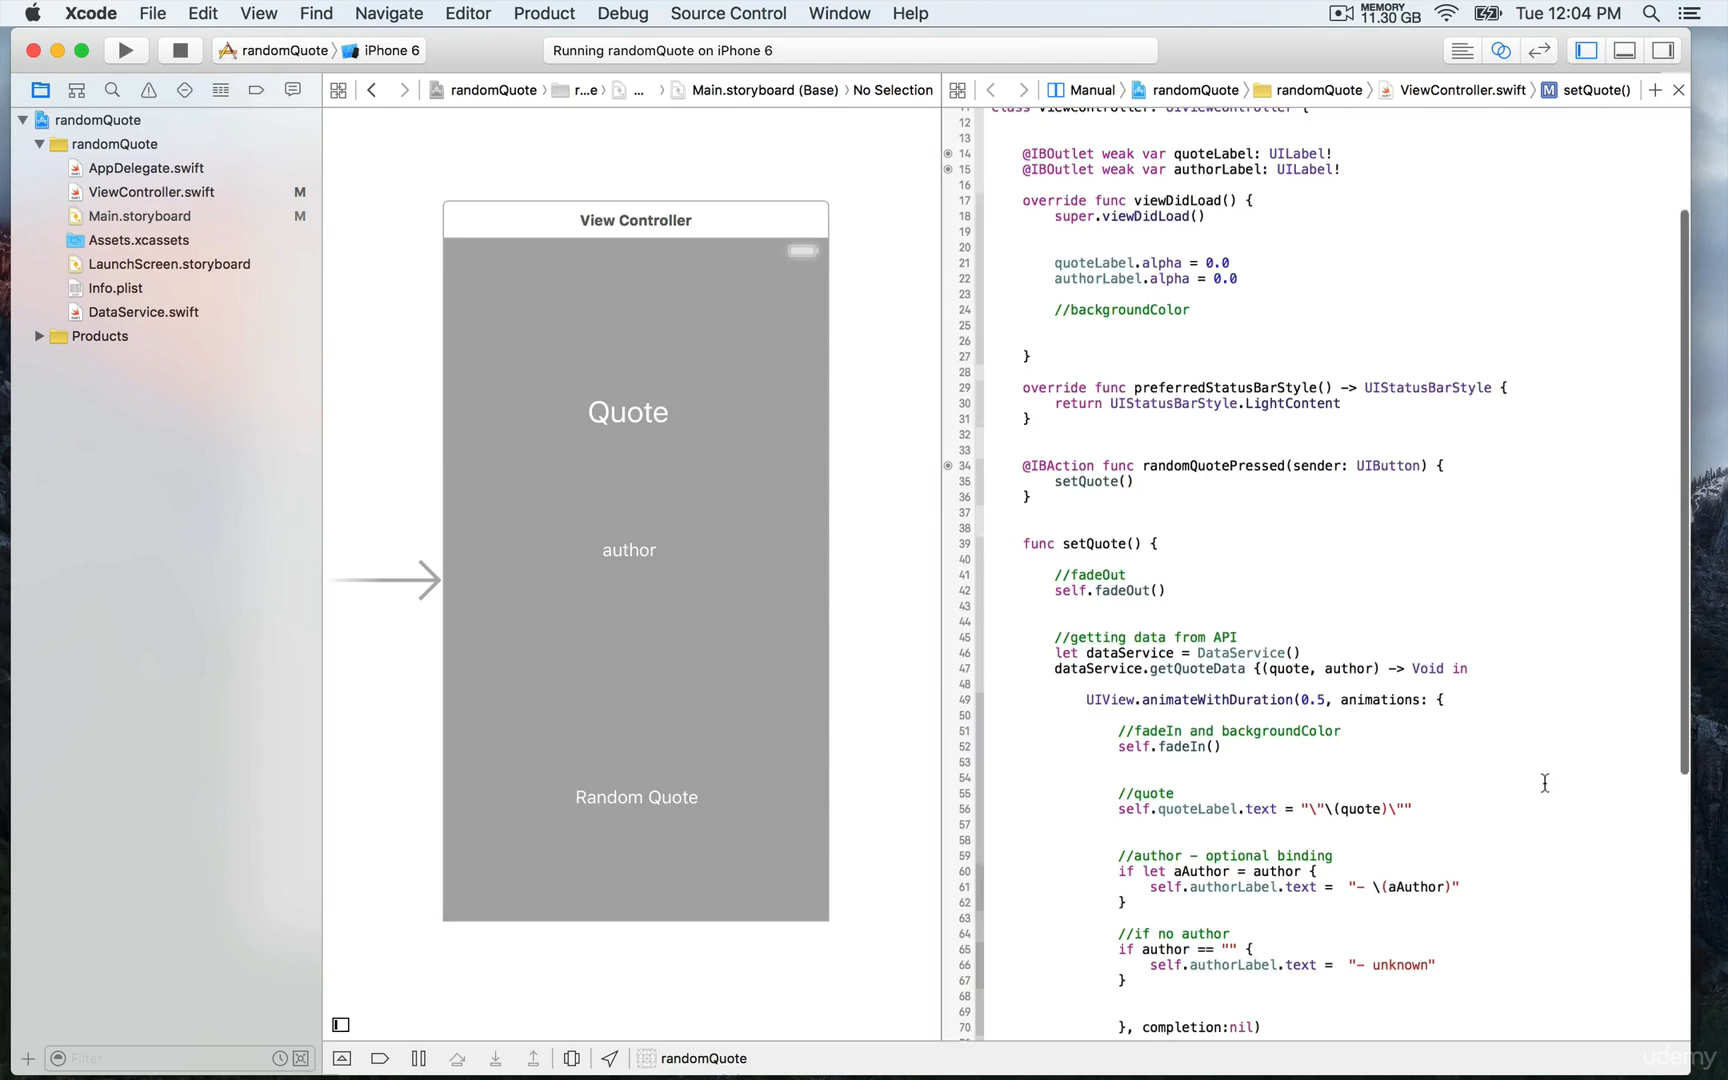 Xcode File Edit View Find Navigate Editor Product Debug Source Control Window Help
MEMORY
11.30 GB
Tue 12:04 PM
randomQuote iPhone 6
Running randomQuote on iPhone 6
randomQuote r...e ... Main.storyboard (Base) No Selection
Manual randomQuote randomQuote ViewController.swift M setQuote()
randomQuote
randomQuote
AppDelegate.swift
ViewController.swift M
Main.storyboard M
Assets.xcassets
LaunchScreen.storyboard
Info.plist
DataService.swift
Products
Filter
View Controller
Quote
author
Random Quote
randomQuote
11 class ViewController: UIViewController {
12
13
14 @IBOutlet weak var quoteLabel: UILabel!
15 @IBOutlet weak var authorLabel: UILabel!
16
17 override func viewDidLoad() {
18 super.viewDidLoad()
19
20
21 quoteLabel.alpha = 0.0
22 authorLabel.alpha = 0.0
23
24 //backgroundColor
25
26
27 }
28
29 override func preferredStatusBarStyle() -> UIStatusBarStyle {
30 return UIStatusBarStyle.LightContent
31 }
32
33
34 @IBAction func randomQuotePressed(sender: UIButton) {
35 setQuote()
36 }
37
38
39 func setQuote() {
40
41 //fadeOut
42 self.fadeOut()
43
44
45 //getting data from API
46 let dataService = DataService()
47 dataService.getQuoteData {(quote, author) -> Void in
48
49 UIView.animateWithDuration(0.5, animations: {
50
51 //fadeIn and backgroundColor
52 self.fadeIn()
53
54
55 //quote
56 self.quoteLabel.text = "\"\(quote)\""
57
58
59 //author - optional binding
60 if let aAuthor = author {
61 self.authorLabel.text = "- \(aAuthor)"
62 }
63
64 //if no author
65 if author == "" {
66 self.authorLabel.text = "- unknown"
67 }
68
69
70 }, completion:nil)
udemy